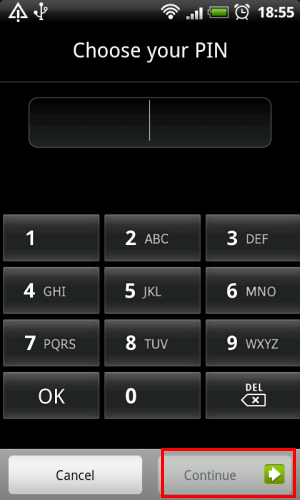 18:55
Choose your PIN
1 2 ABC 3 DEF
4 GHI 5 JKL 6 MNO
7 PQRS 8 TUV 9 WXYZ
OK 0 DEL
Cancel Continue